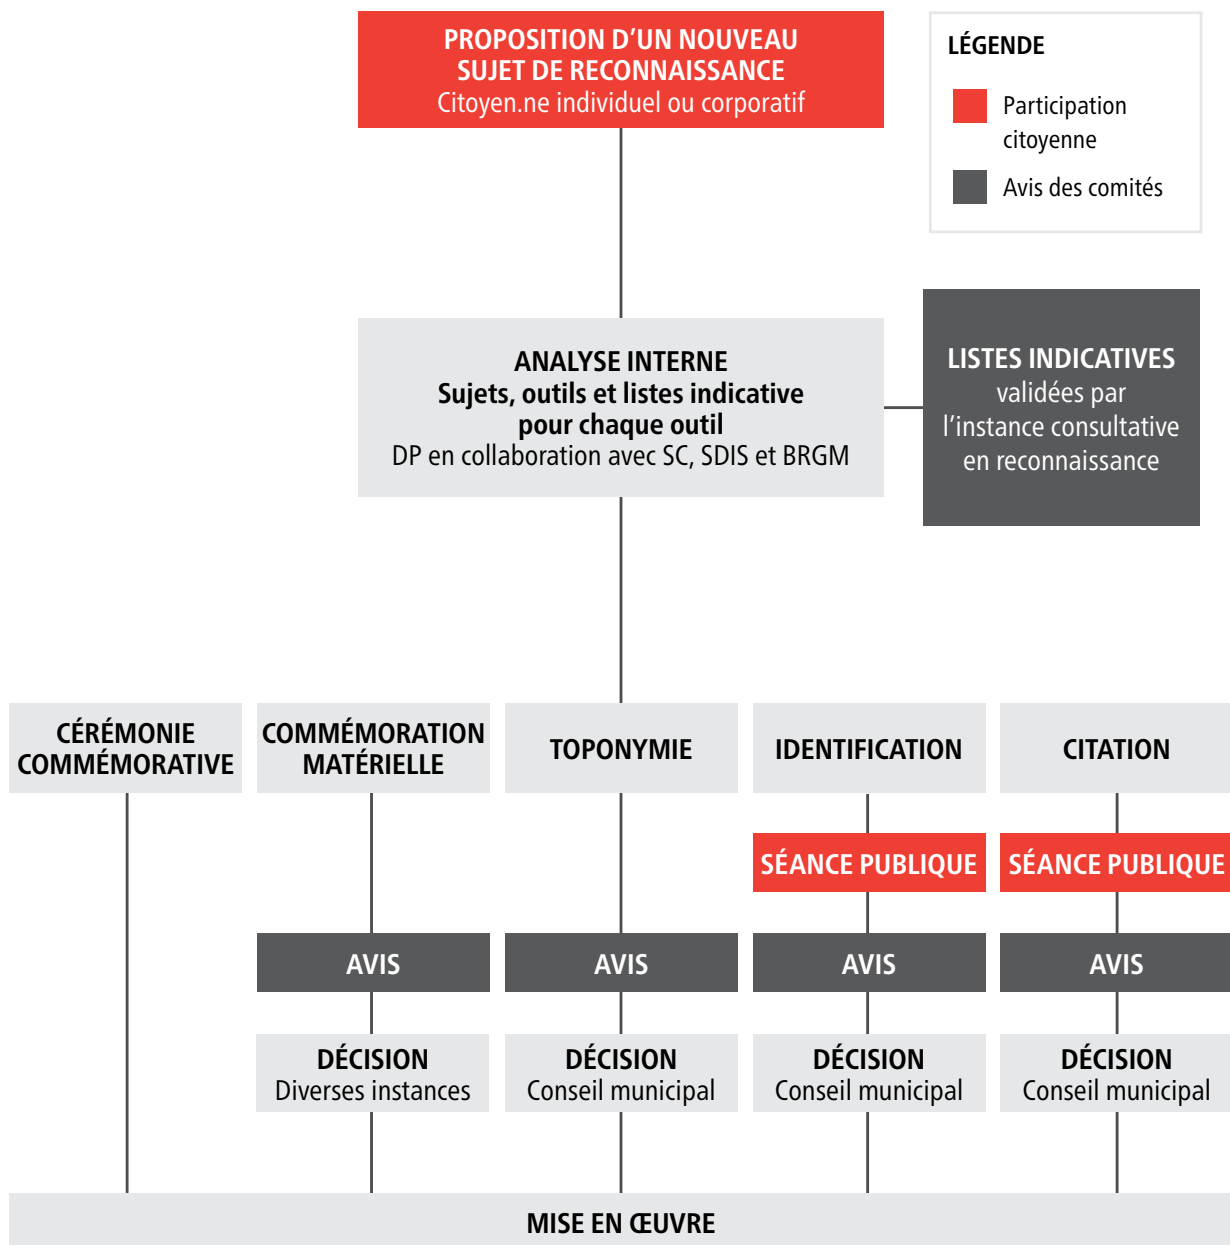 PROPOSITION D'UN NOUVEAU
SUJET DE RECONNAISSANCE
Citoyen.ne individuel ou corporatif
LÉGENDE
Participation
citoyenne
Avis des comités
ANALYSE INTERNE
Sujets, outils et listes indicative
pour chaque outil
DP en collaboration avec SC, SDIS et BRGM
LISTES INDICATIVES
validées par
l'instance consultative
en reconnaissance
CÉRÉMONIE
COMMÉMORATIVE
COMMÉMORATION
MATÉRIELLE
TOPONYMIE
IDENTIFICATION
CITATION
SÉANCE PUBLIQUE
SÉANCE PUBLIQUE
AVIS
AVIS
AVIS
AVIS
DÉCISION
Diverses instances
DÉCISION
Conseil municipal
DÉCISION
Conseil municipal
DÉCISION
Conseil municipal
MISE EN ŒUVRE